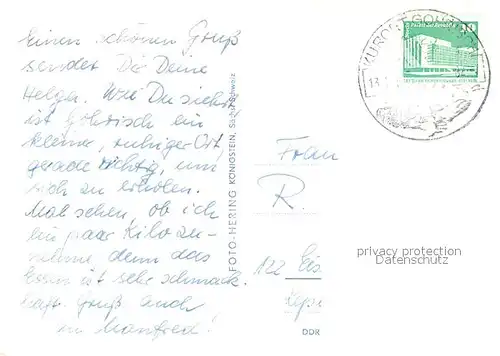 Einen schönen Gruß
sendet Dir Deine
Helga. Wie Du siehst
ist Gohrisch ein
kleiner, ruhiger Ort,
gerade richtig, um
sich zu erholen.
Mal sehen, ob ich
ein paar Kilo zu-
nehme denn das
Essen ist sehr schmack
haft. Gruß auch
an Manfred!
FOTO-HERING KÖNIGSTEIN, Sächs. Schweiz
KURORT GOHRISCH
Frau
R.
privacy protection
Datenschutz
122 Eis
DDR